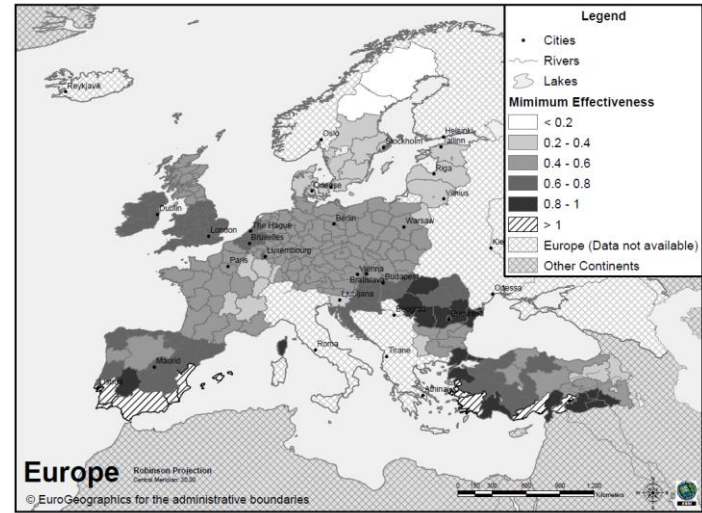 Legend
Cities
Rivers
Lakes
Mimimum Effectiveness
< 0.2
0.2 - 0.4
0.4 - 0.6
0.6 - 0.8
0.8 - 1
> 1
Europe (Data not available)
Other Continents
Reykjavik
Oslo
Helsinki
Tallinn
Stockholm
Riga
Odense
Vilnius
Dublin
London
The Hague
Berlin
Warsaw
Bruxelles
Luxembourg
Paris
Vienna
Bratislava
Budapest
Ljubljana
Odessa
Madrid
Roma
Tirane
Europe
Robinson Projection
Central Meridian: 30.00
Kilometers
© EuroGeographics for the administrative boundaries